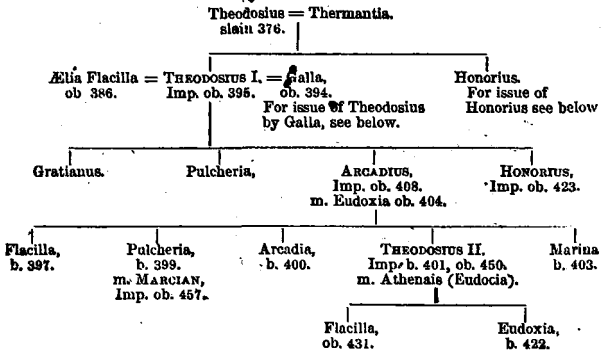 Theodosius = Thermantia.
slain 376.
Ælia Flacilla = THEODOSIUS I. = Galla,
ob 386.
Imp. ob. 395.
ob. 394.
For issue of Theodosius
by Galla, see below.
Honorius.
For issue of
Honorius see below
Gratianus.
Pulcheria,
ARCADIUS,
Imp. ob. 408.
m. Eudoxia ob. 404.
HONORIUS,
Imp. ob. 423.
Flacilla,
b. 397.
Pulcheria,
b. 399.
m. MARCIAN,
Imp. ob. 457.
Arcadia,
b. 400.
THEODOSIUS II.
Imp. b. 401, ob. 450.
m. Athenais (Eudocia).
Marina
b. 403.
Flacilla,
ob. 431.
Eudoxia,
b. 422.